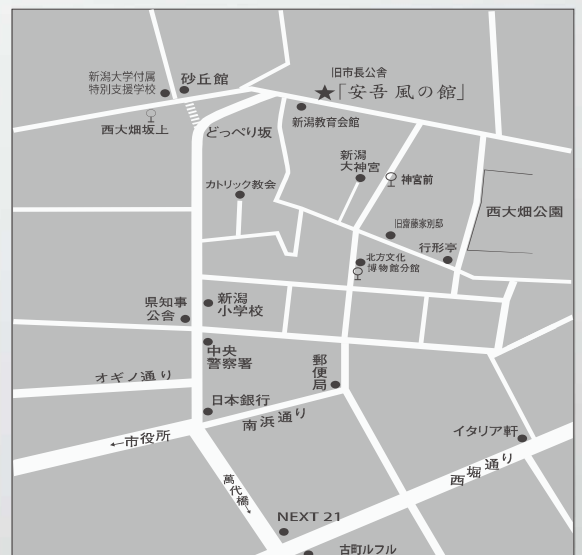 旧市長公舎
★「安吾 風の館」
新潟大学付属
特別支援学校
砂丘館
西大畑坂上
どっぺり坂
新潟教育会館
新潟
大神宮
神宮前
カトリック教会
西大畑公園
旧齋藤家別邸
行形亭
北方文化
博物館分館
県知事
公舎
新潟
小学校
中央
警察署
郵便局
オギノ通り
日本銀行
南浜通り
←市役所
イタリア軒
西堀通り
萬代橋→
NEXT 21
古町ルフル